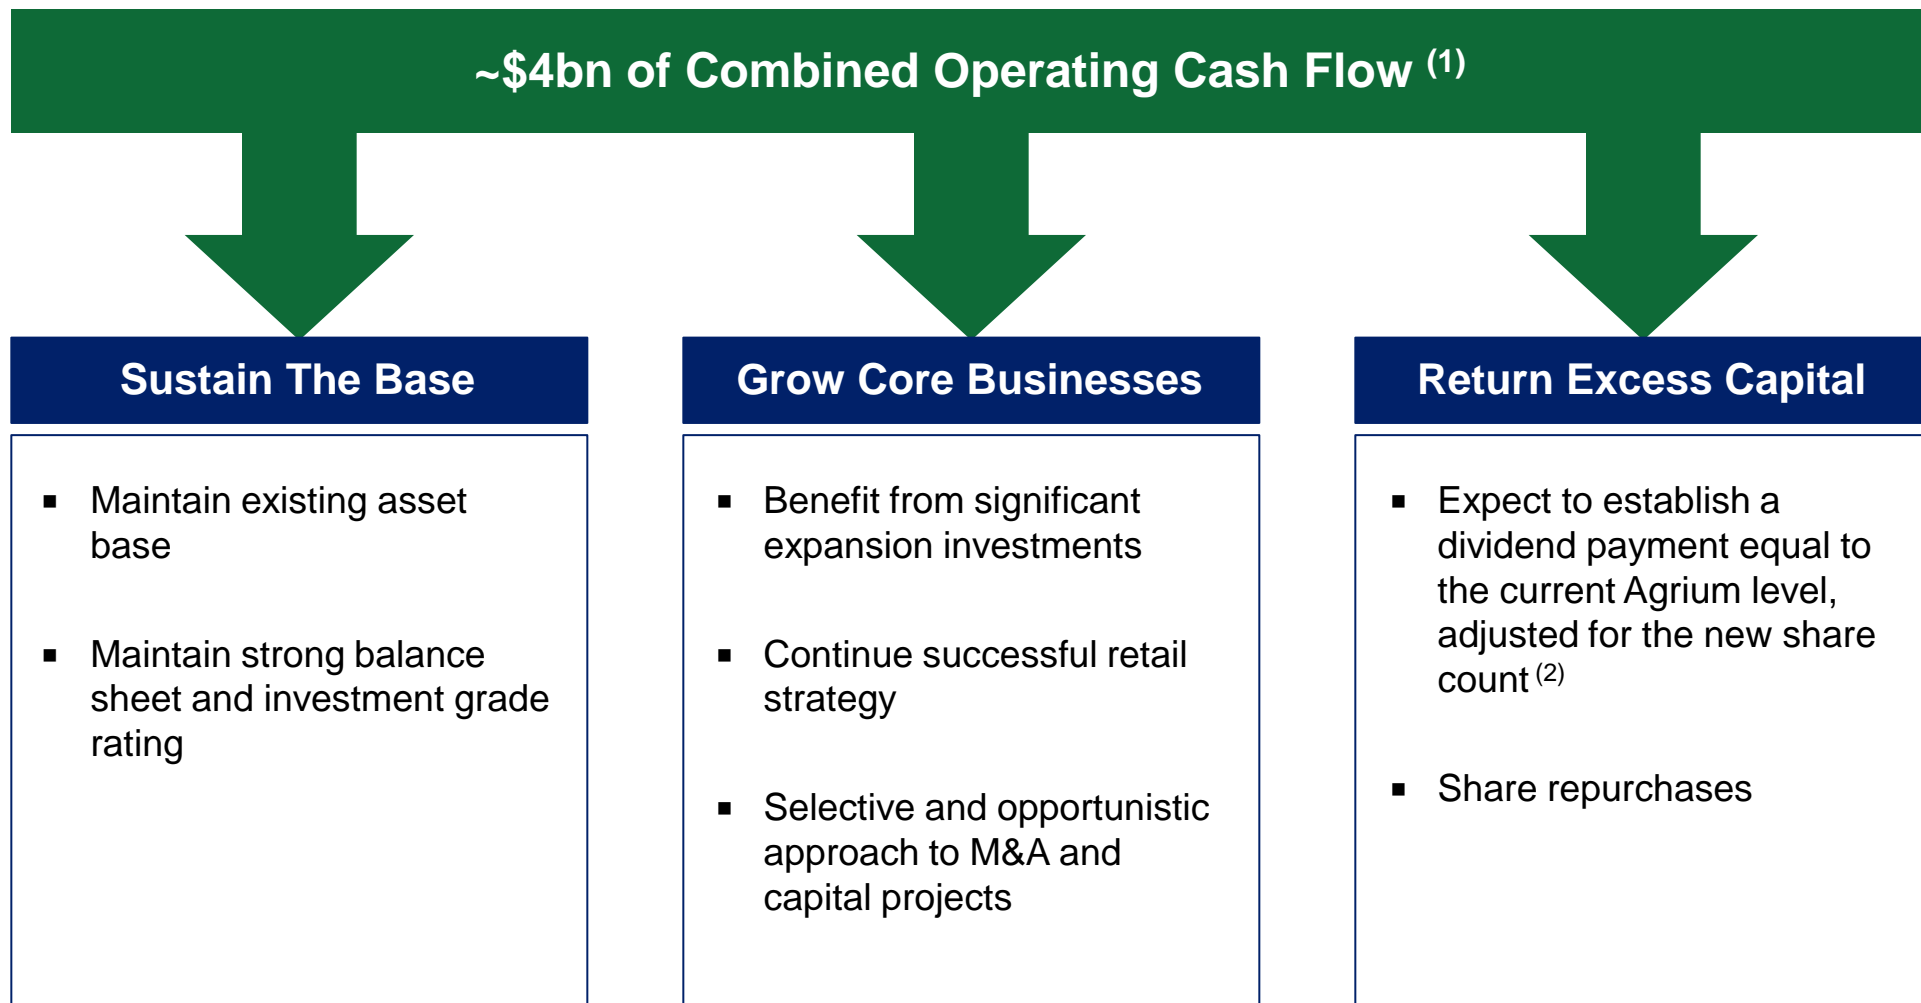 ~$4bn of Combined Operating Cash Flow (1)
Sustain The Base
▪ Maintain existing asset
base
▪ Maintain strong balance
sheet and investment grade
rating
Grow Core Businesses
▪ Benefit from significant
expansion investments
▪ Continue successful retail
strategy
▪ Selective and opportunistic
approach to M&A and
capital projects
Return Excess Capital
▪ Expect to establish a
dividend payment equal to
the current Agrium level,
adjusted for the new share
count (2)
▪ Share repurchases